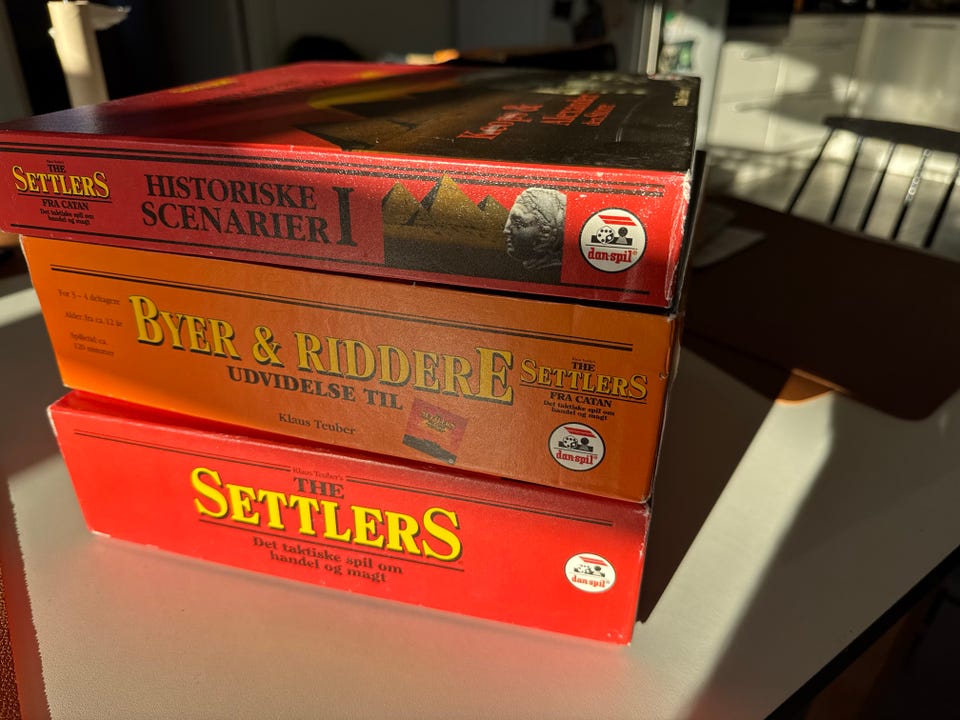 THE
SETTLERS
FRA CATAN
Det taktiske spil om
handel og magt
HISTORISKE
SCENARIER I
dan-spil
For 3 - 4 deltagere
Alder: fra ca. 12 år
Spilletid: ca.
120 minutter
BYER & RIDDERE
UDVIDELSE TIL
Klaus Teuber
THE
SETTLERS
FRA CATAN
Det taktiske spil om
handel og magt
dan-spil
Klaus Teuber's
THE
SETTLERS
Det taktiske spil om
handel og magt
dan-spil